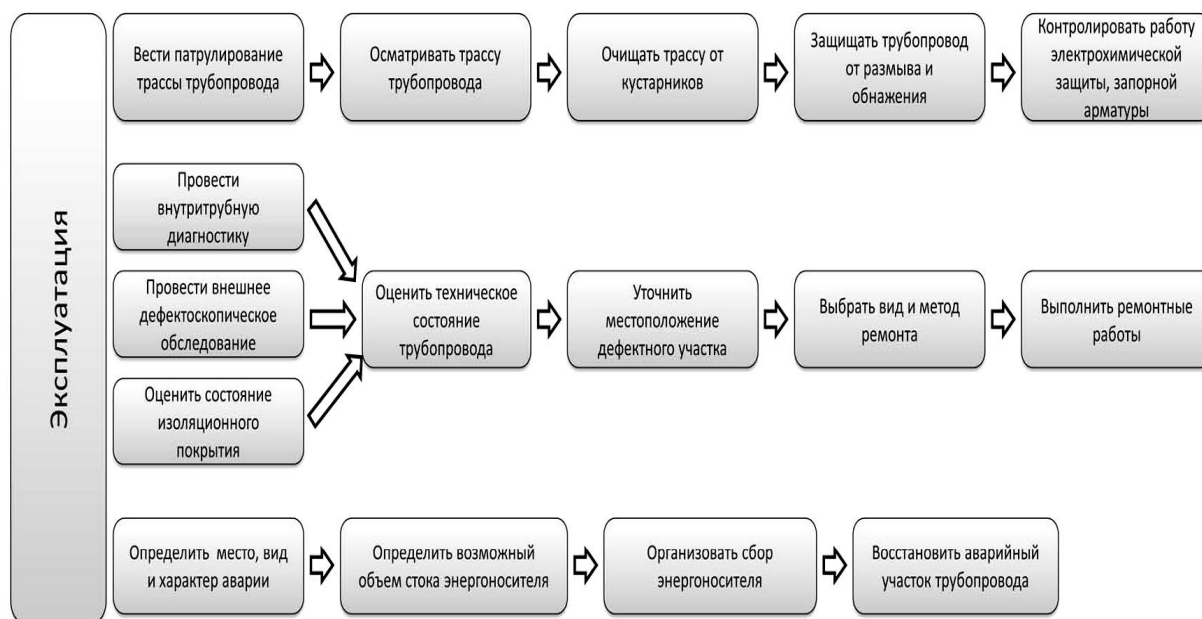 Эксплуатация
Вести патрулирование
трассы трубопровода
Осматривать трассу
трубопровода
Очищать трассу от
кустарников
Защищать трубопровод
от размыва и
обнажения
Контролировать работу
электрохимической
защиты, запорной
арматуры
Провести
внутритрубную
диагностику
Провести внешнее
дефектоскопическое
обследование
Оценить состояние
изоляционного
покрытия
Оценить техническое
состояние
трубопровода
Уточнить
местоположение
дефектного участка
Выбрать вид и метод
ремонта
Выполнить ремонтные
работы
Определить место, вид
и характер аварии
Определить возможный
объем стока энергоносителя
Организовать сбор
энергоносителя
Восстановить аварийный
участок трубопровода